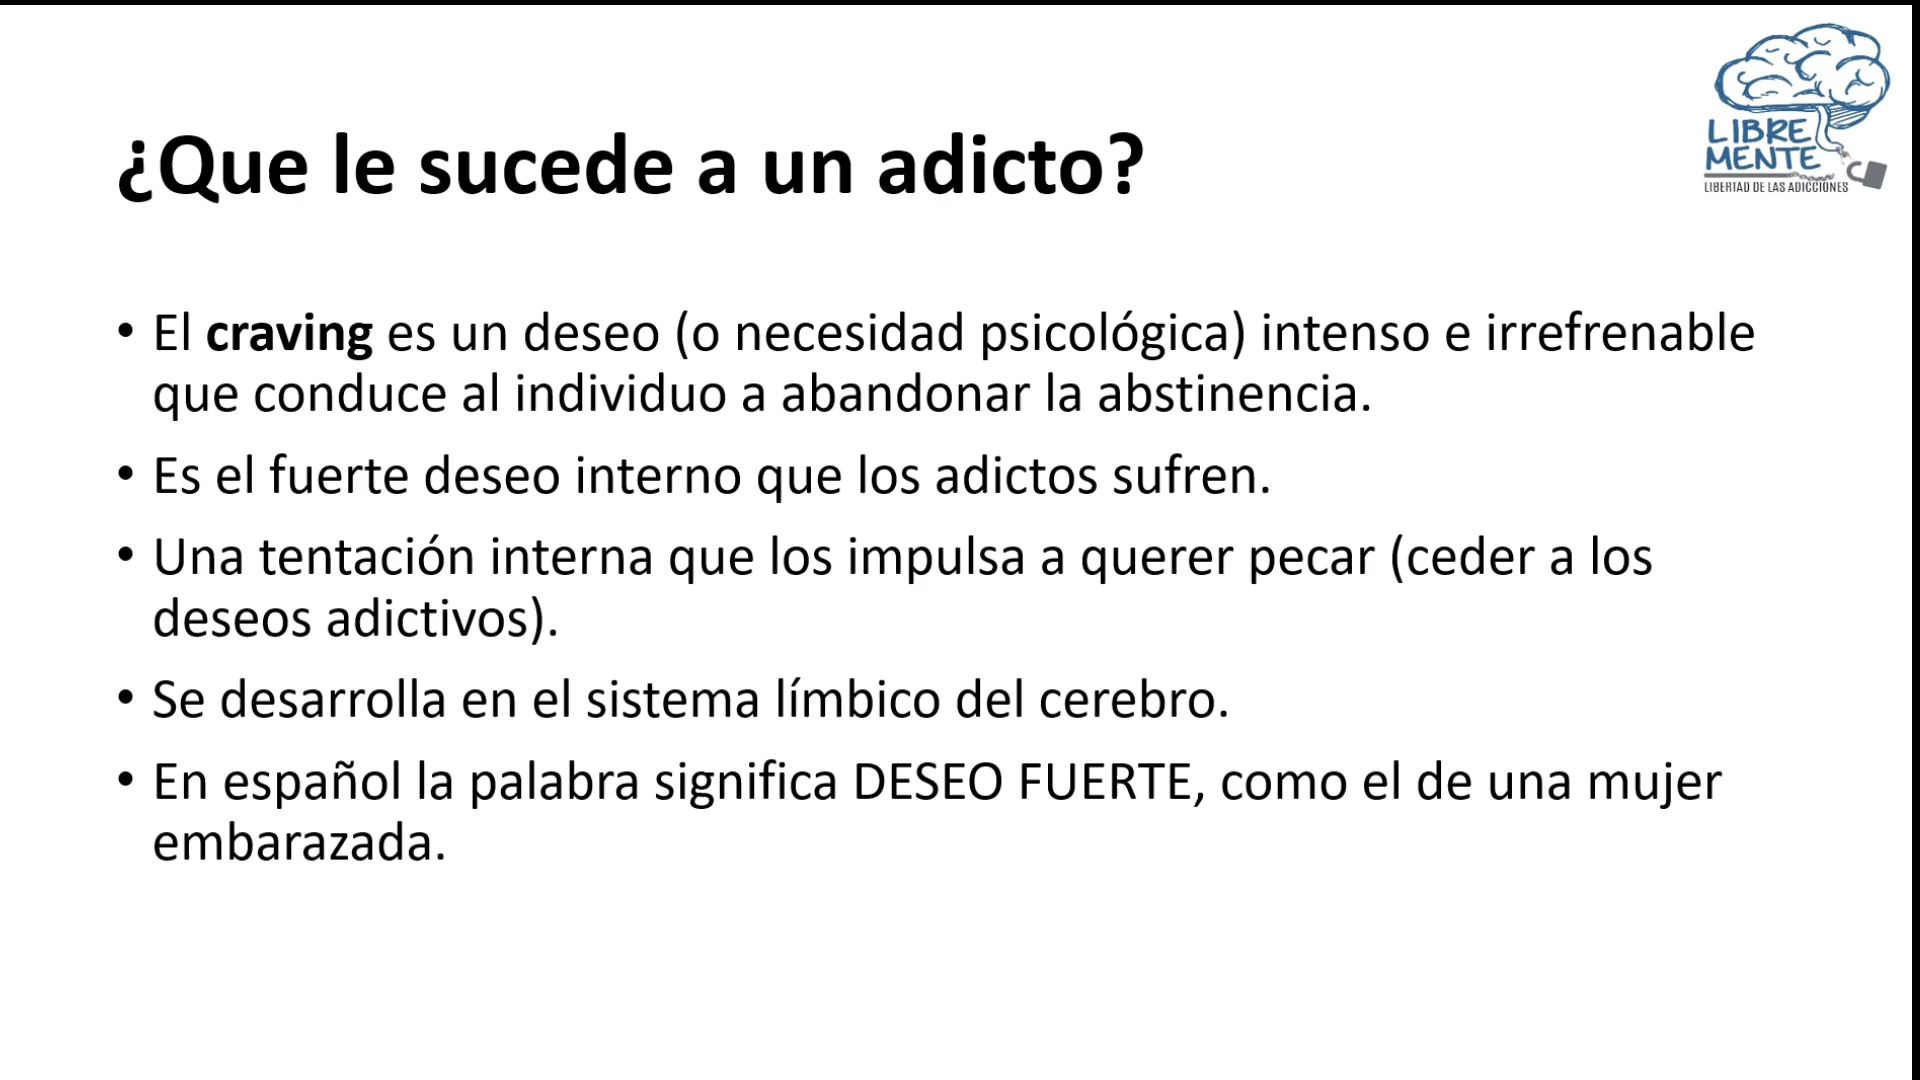 LIBRE
MENTE
LIBERTAD DE LAS ADICCIONES
¿Que le sucede a un adicto?
• El craving es un deseo (o necesidad psicológica) intenso e irrefrenable
que conduce al individuo a abandonar la abstinencia.
• Es el fuerte deseo interno que los adictos sufren.
• Una tentación interna que los impulsa a querer pecar (ceder a los
deseos adictivos).
• Se desarrolla en el sistema límbico del cerebro.
• En español la palabra significa DESEO FUERTE, como el de una mujer
embarazada.